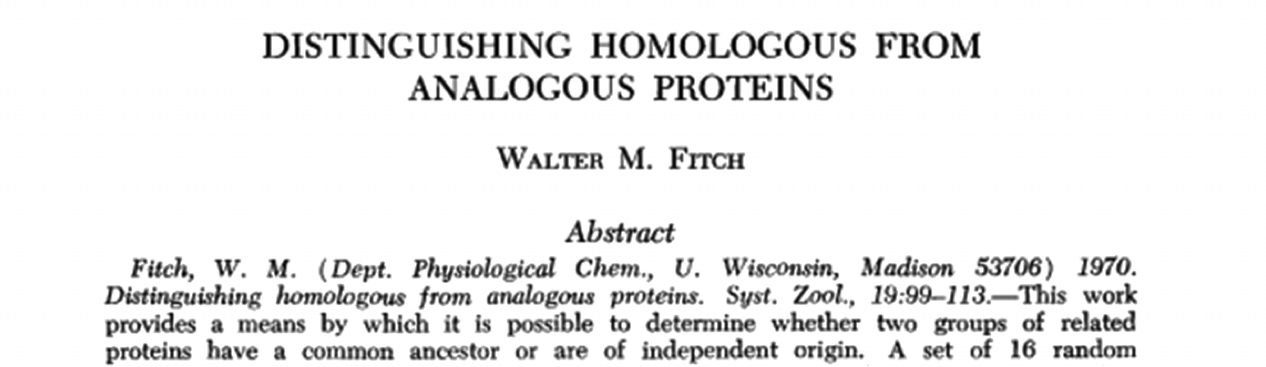 DISTINGUISHING HOMOLOGOUS FROM
ANALOGOUS PROTEINS
WALTER M. FITCH
Abstract
Fitch, W. M. (Dept. Physiological Chem., U. Wisconsin, Madison 53706) 1970.
Distinguishing homologous from analogous proteins. Syst. Zool., 19:99–113.—This work
provides a means by which it is possible to determine whether two groups of related
proteins have a common ancestor or are of independent origin. A set of 16 random